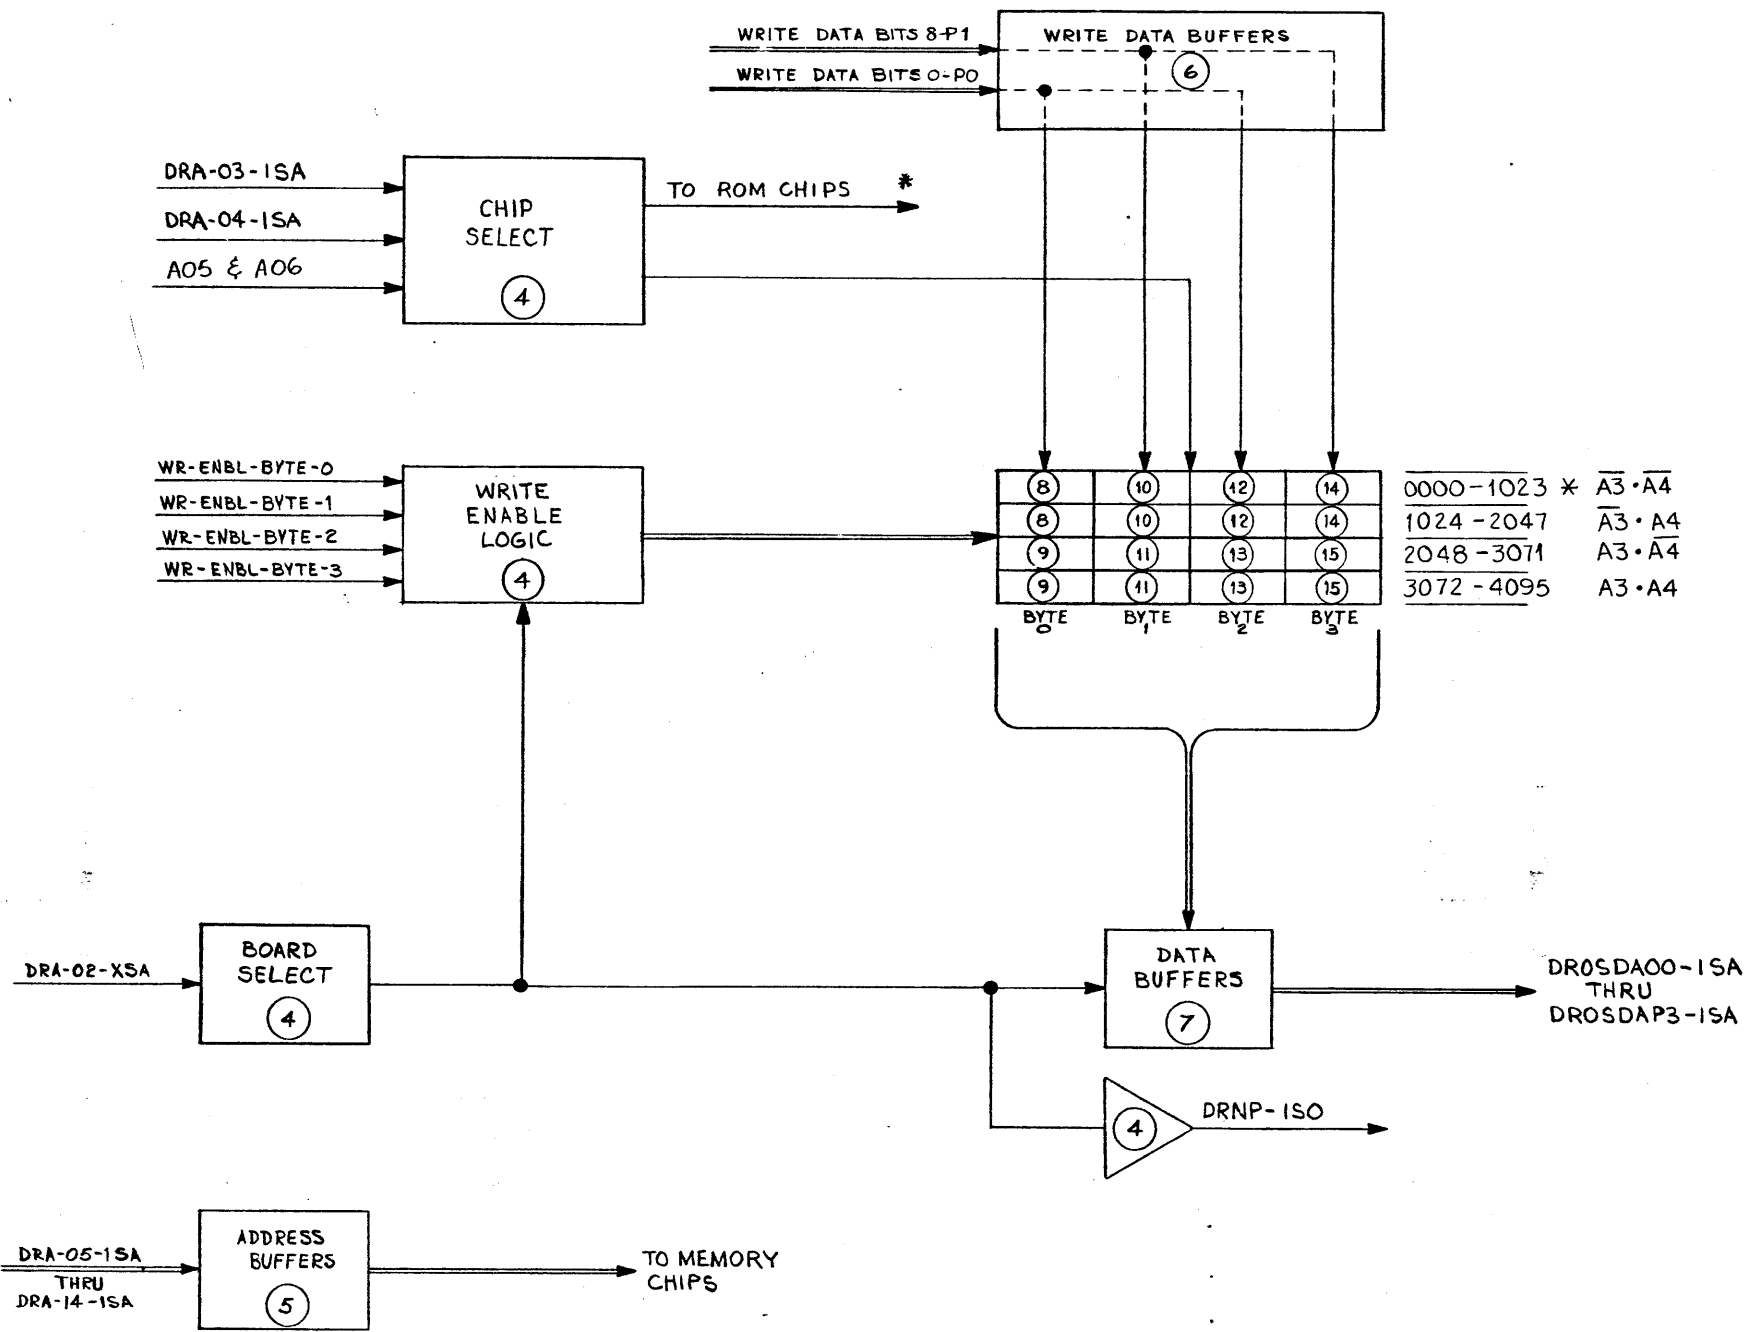 WRITE DATA BITS 8-P1
WRITE DATA BITS 0-P0
WRITE DATA BUFFERS
6
DRA-03-1SA
DRA-04-1SA
A05 & A06
CHIP
SELECT
4
TO ROM CHIPS *
WR-ENBL-BYTE-0
WR-ENBL-BYTE-1
WR-ENBL-BYTE-2
WR-ENBL-BYTE-3
WRITE
ENABLE
LOGIC
4
8 10 12 14 0000-1023 * A̅3̅·A̅4̅
8 10 12 14 1024-2047 A̅3·A4
9 11 13 15 2048-3071 A3·A̅4̅
9 11 13 15 3072-4095 A3·A4
BYTE 0
BYTE 1
BYTE 2
BYTE 3
DRA-02-XSA
BOARD
SELECT
4
DATA
BUFFERS
7
DROSDA00-1SA
THRU
DROSDAP3-1SA
4
DRNP-1S0
DRA-05-1SA
THRU
DRA-14-1SA
ADDRESS
BUFFERS
5
TO MEMORY
CHIPS